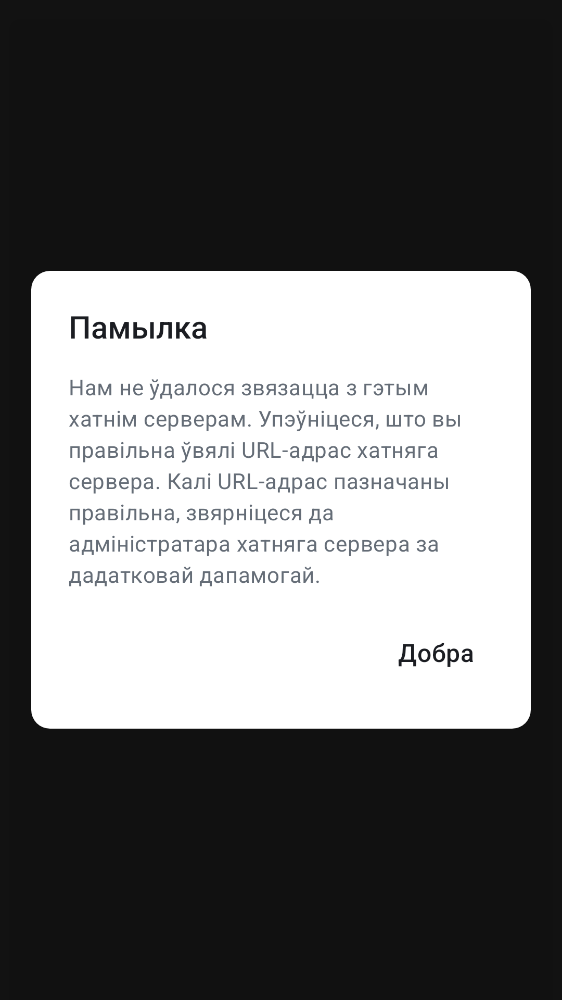 Памылка
Нам не ўдалося звязацца з гэтым
хатнім серверам. Упэўніцеся, што вы
правільна ўвялі URL-адрас хатняга
сервера. Калі URL-адрас пазначаны
правільна, звярніцеся да
адміністратара хатняга сервера за
дадатковай дапамогай.
Добра